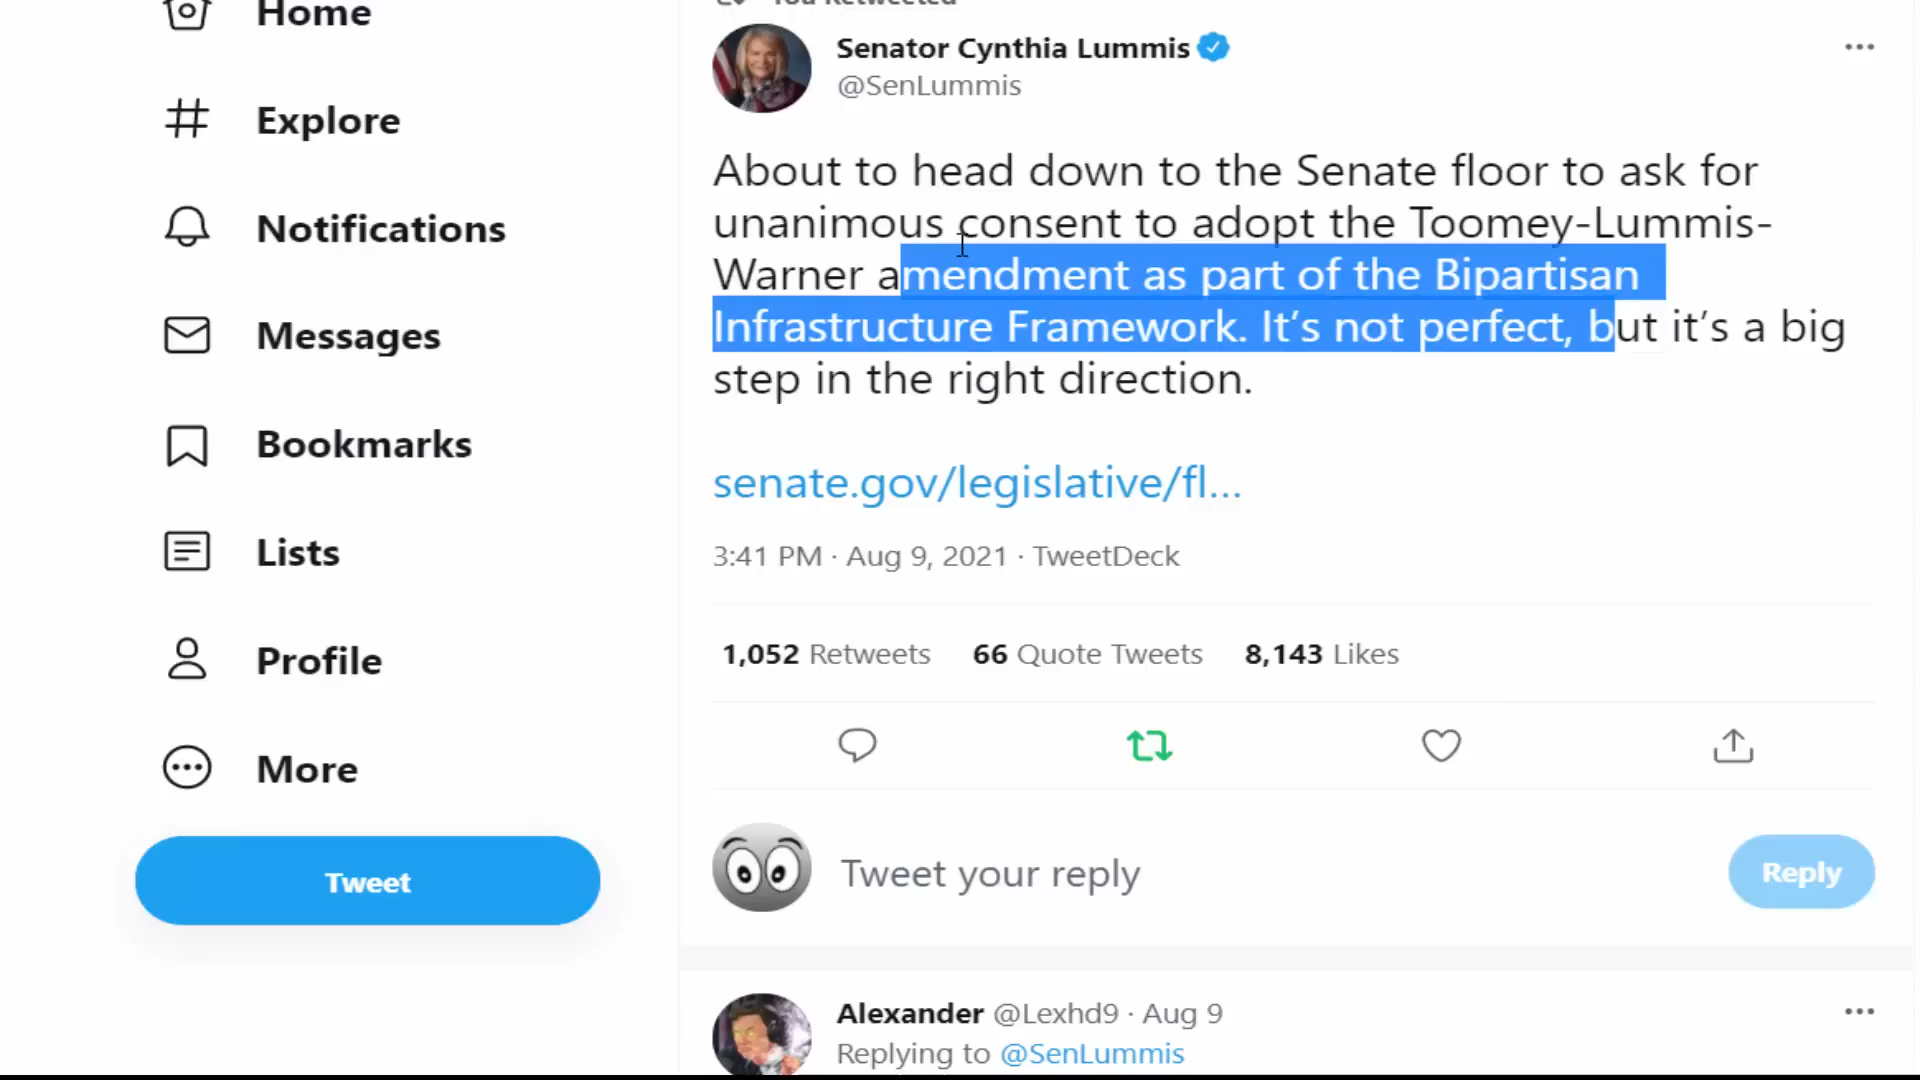 Home
Explore
Notifications
Messages
Bookmarks
Lists
Profile
More
Tweet
You Retweeted
Senator Cynthia Lummis
@SenLummis
About to head down to the Senate floor to ask for
unanimous consent to adopt the Toomey-Lummis-
Warner amendment as part of the Bipartisan
Infrastructure Framework. It’s not perfect, but it’s a big
step in the right direction.
senate.gov/legislative/fl...
3:41 PM · Aug 9, 2021 · TweetDeck
1,052 Retweets 66 Quote Tweets 8,143 Likes
Tweet your reply
Reply
Alexander @Lexhd9 · Aug 9
Replying to @SenLummis